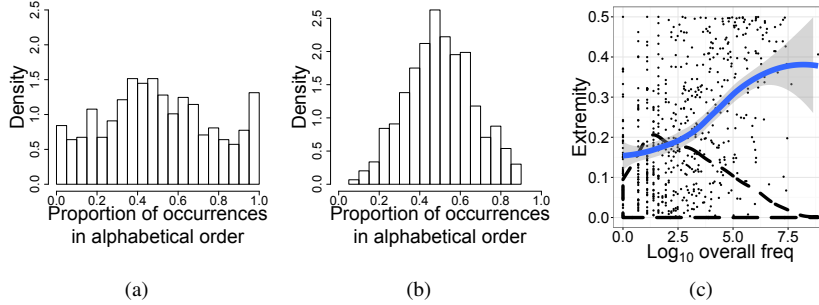 Density
0.0 0.5 1.0 1.5 2.0 2.5
0.0 0.2 0.4 0.6 0.8 1.0
Proportion of occurrences
in alphabetical order
(a)
Density
0.0 0.5 1.0 1.5 2.0 2.5
0.0 0.2 0.4 0.6 0.8 1.0
Proportion of occurrences
in alphabetical order
(b)
Extremity
0.5
0.4
0.3
0.2
0.1
0.0
0.0 2.5 5.0 7.5
Log₁₀ overall freq
(c)